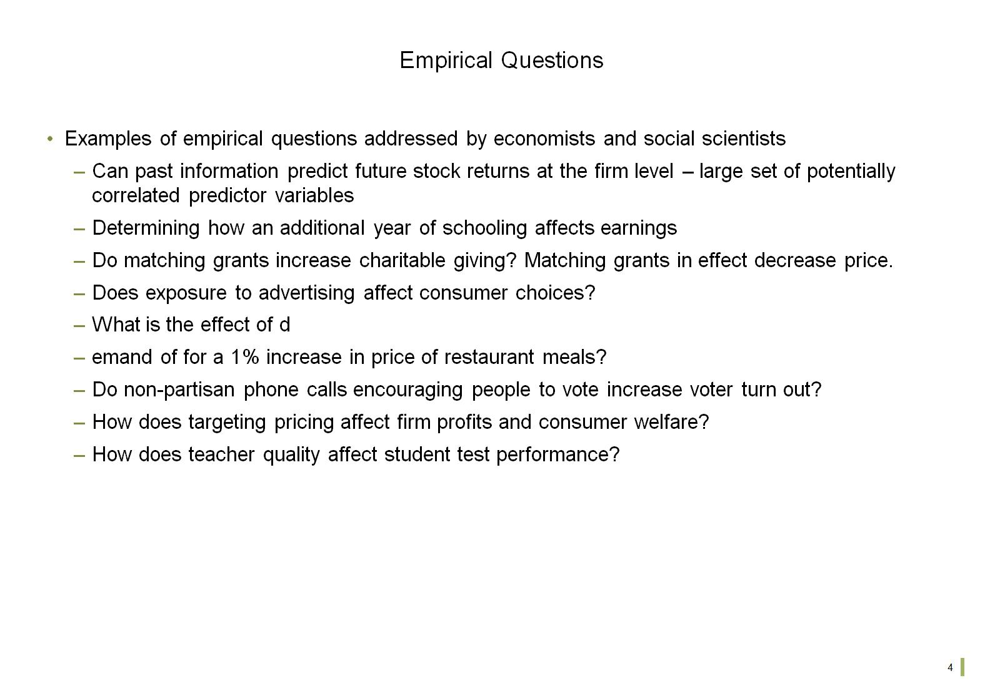 Empirical Questions
• Examples of empirical questions addressed by economists and social scientists
– Can past information predict future stock returns at the firm level – large set of potentially
correlated predictor variables
– Determining how an additional year of schooling affects earnings
– Do matching grants increase charitable giving? Matching grants in effect decrease price.
– Does exposure to advertising affect consumer choices?
– What is the effect of d
– emand of for a 1% increase in price of restaurant meals?
– Do non-partisan phone calls encouraging people to vote increase voter turn out?
– How does targeting pricing affect firm profits and consumer welfare?
– How does teacher quality affect student test performance?
4